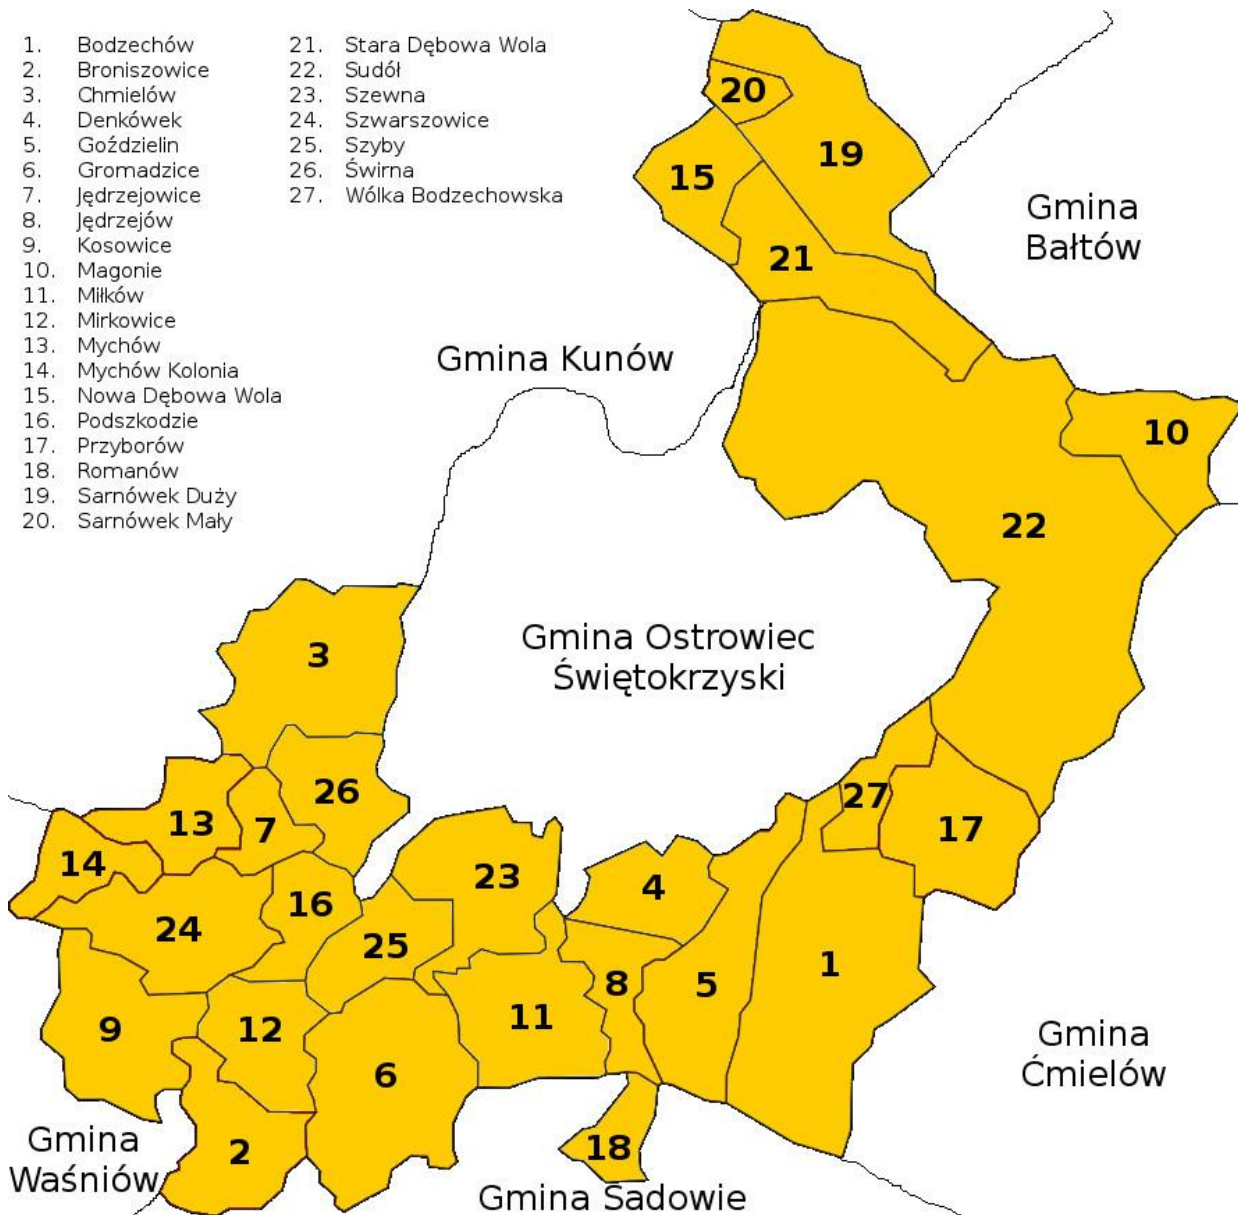 1. Bodzechów
2. Broniszowice
3. Chmielów
4. Denkówek
5. Goździelin
6. Gromadzice
7. Jędrzejowice
8. Jędrzejów
9. Kosowice
10. Magonie
11. Miłków
12. Mirkowice
13. Mychów
14. Mychów Kolonia
15. Nowa Dębowa Wola
16. Podszkodzie
17. Przyborów
18. Romanów
19. Sarnówek Duży
20. Sarnówek Mały
21. Stara Dębowa Wola
22. Sudół
23. Szewna
24. Szwarszowice
25. Szyby
26. Świrna
27. Wólka Bodzechowska
20
19
15
Gmina
Bałtów
21
Gmina Kunów
10
22
Gmina Ostrowiec
Świętokrzyski
3
26
27
13
7
17
14
23
4
16
24
25
1
8
5
9
12
11
Gmina
Ćmielów
6
Gmina
Waśniów
2
18
Gmina Sadowie